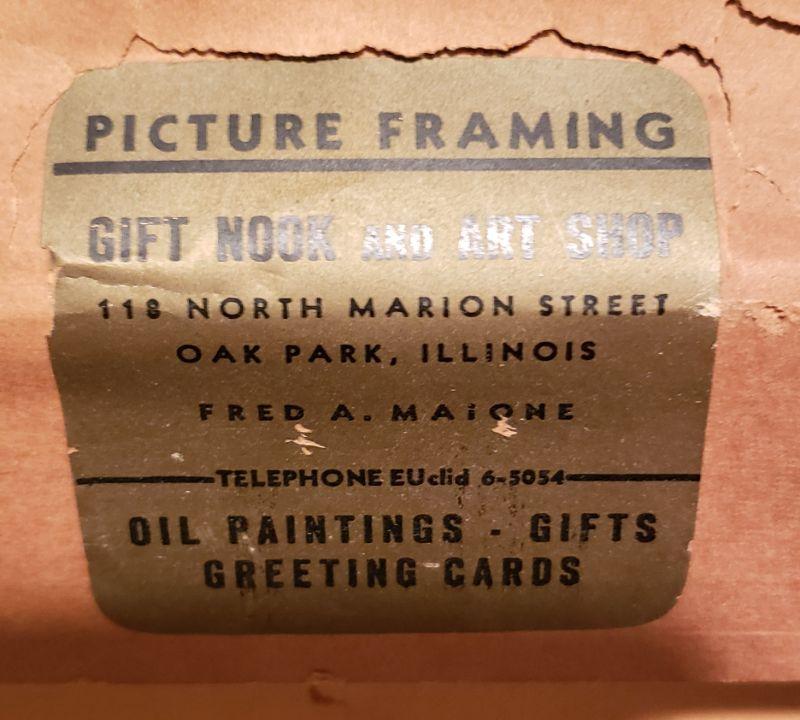 PICTURE FRAMING
GIFT NOOK AND ART SHOP
118 NORTH MARION STREET
OAK PARK, ILLINOIS
FRED A. MAIONE
TELEPHONE EUclid 6-5054
OIL PAINTINGS - GIFTS
GREETING CARDS